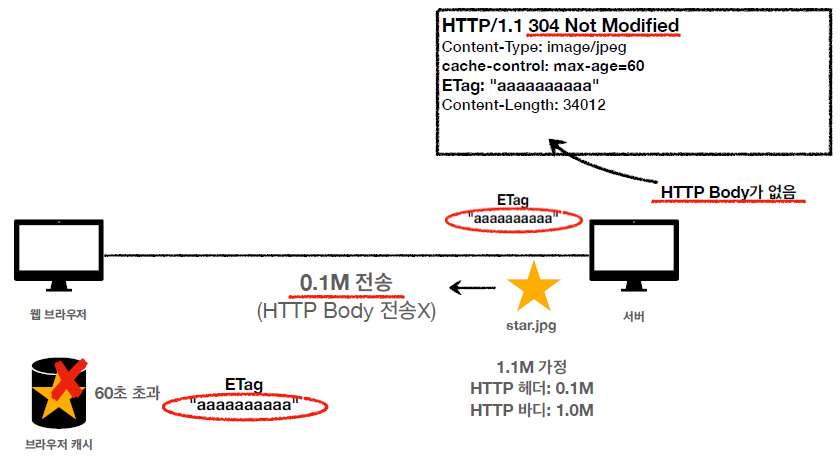 HTTP/1.1 304 Not Modified
Content-Type: image/jpeg
cache-control: max-age=60
ETag: "aaaaaaaaaa"
Content-Length: 34012
HTTP Body가 없음
ETag
"aaaaaaaaaa"
0.1M 전송
(HTTP Body 전송X)
웹 브라우저
star.jpg
서버
1.1M 가정
HTTP 헤더: 0.1M
HTTP 바디: 1.0M
60초 초과
ETag
"aaaaaaaaaa"
브라우저 캐시